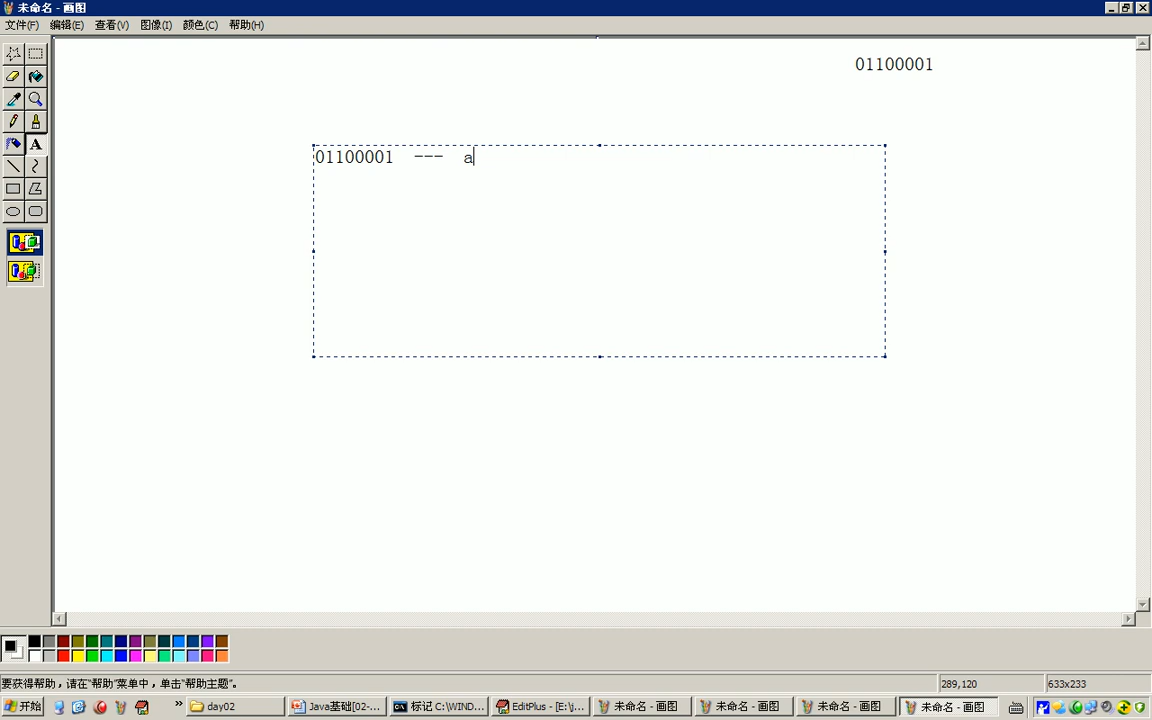 未命名 - 画图
文件(F) 编辑(E) 查看(V) 图像(I) 颜色(C) 帮助(H)
01100001
01100001 --- a
要获得帮助，请在“帮助”菜单中，单击“帮助主题”。
289,120
633x233
开始
day02
Java基础[02-...
标记 C:\WIND...
EditPlus - [E:\j...
未命名 - 画图
未命名 - 画图
未命名 - 画图
未命名 - 画图